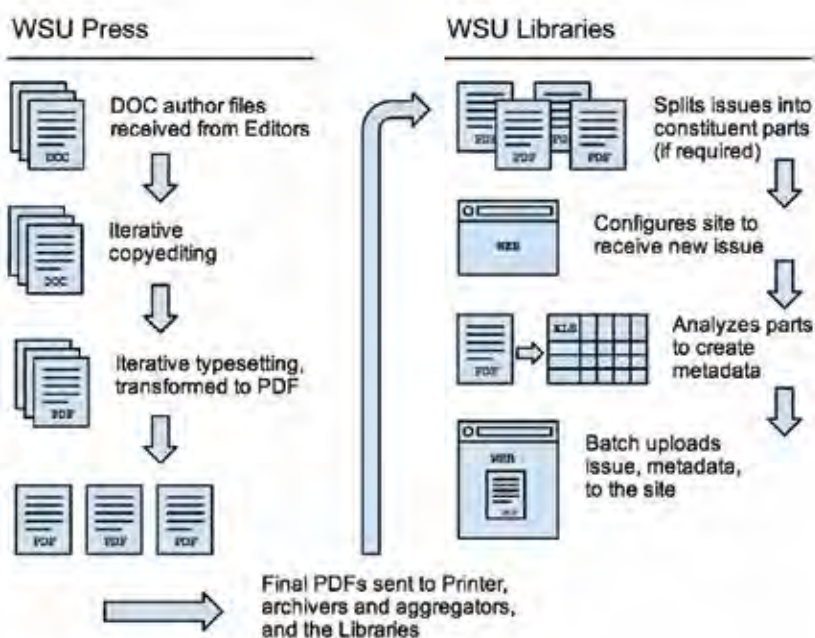 WSU Press
DOC author files
received from Editors
DOC
Iterative
copyediting
DOC
Iterative typesetting,
transformed to PDF
PDF
PDF
PDF
PDF
Final PDFs sent to Printer,
archivers and aggregators,
and the Libraries
WSU Libraries
PDF
PDF
PDF
PDF
Splits issues into
constituent parts
(if required)
WEB
Configures site to
receive new issue
PDF
XLS
Analyzes parts
to create
metadata
WEB
Batch uploads
issue, metadata,
to the site